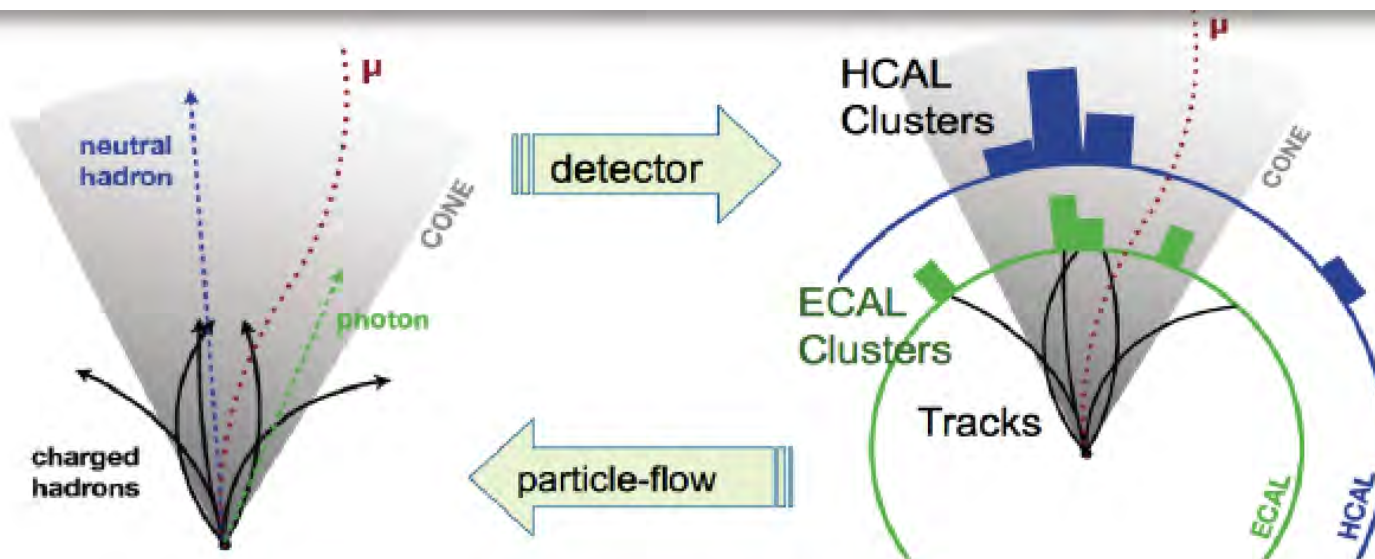 μ
neutral
hadron
CONE
photon
charged
hadrons
detector
particle-flow
μ
HCAL
Clusters
CONE
ECAL
Clusters
Tracks
ECAL
HCAL